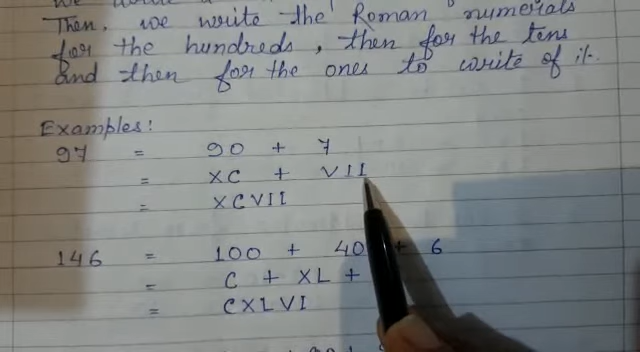 Then, we write the Roman numerals
for the hundreds, then for the tens
and then for the ones to write of it.
Examples:
97 = 90 + 7
= XC + VII
= XCVII
146 = 100 + 40 + 6
= C + XL +
= CXLVI